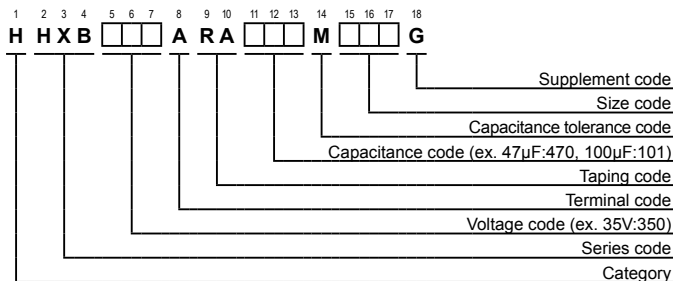 1 2 3 4 5 6 7 8 9 10 11 12 13 14 15 16 17 18
H HXB A RA M G
Supplement code
Size code
Capacitance tolerance code
Capacitance code (ex. 47µF:470, 100µF:101)
Taping code
Terminal code
Voltage code (ex. 35V:350)
Series code
Category